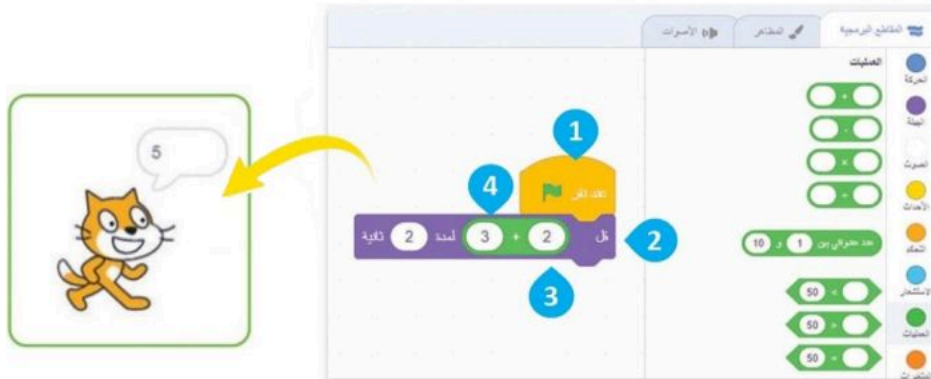 المقاطع البرمجية
المظاهر
الأصوات
العمليات
الحركة
الهيئة
الصوت
الأحداث
التحكم
الاستشعار
العمليات
المتغيرات
+
-
×
÷
عدد عشوائي بين 1 و 10
50 < 
50 = 
50 > 
1
عند نقر
4
قل 2 + 3 لمدة 2 ثانية
2
3
5